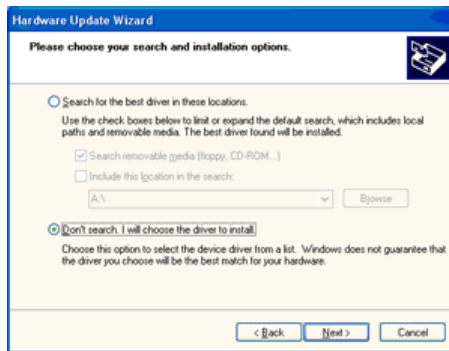 Hardware Update Wizard
Please choose your search and installation options.
Search for the best driver in these locations.
Use the check boxes below to limit or expand the default search, which includes local
paths and removable media. The best driver found will be installed.
Search removable media (floppy, CD-ROM...)
Include this location in the search:
A:\
Browse
Don't search. I will choose the driver to install.
Choose this option to select the device driver from a list. Windows does not guarantee that
the driver you choose will be the best match for your hardware.
< Back Next > Cancel